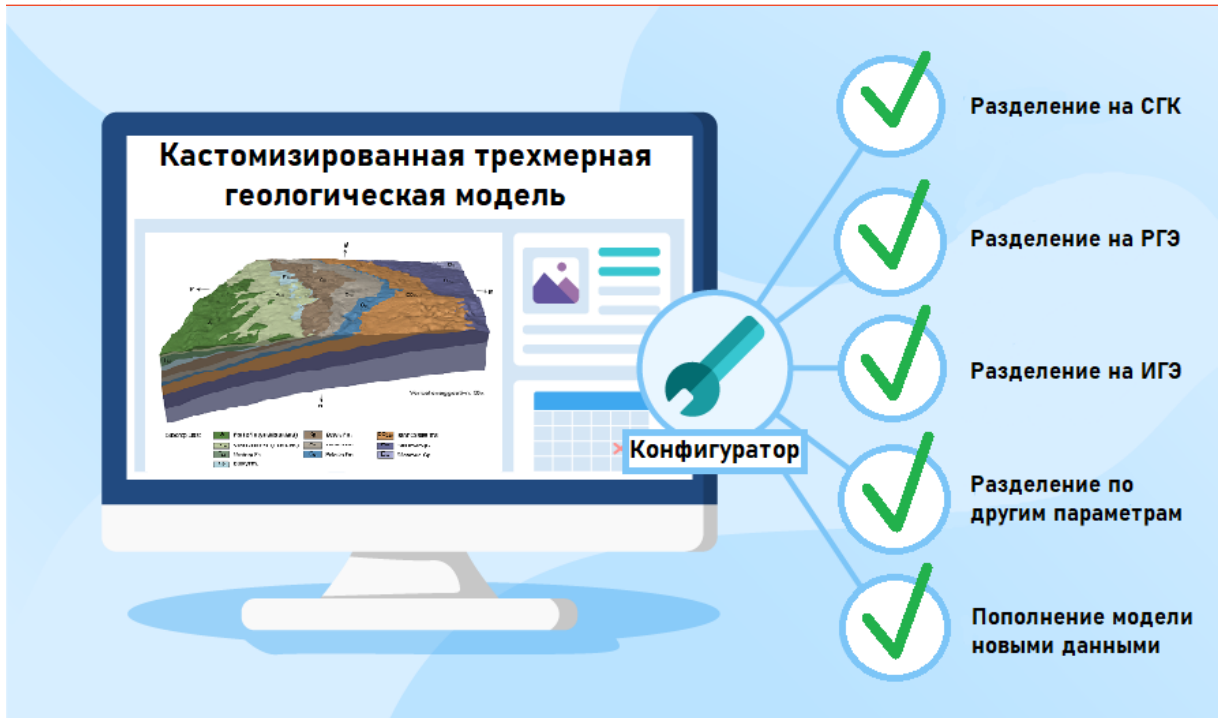 Кастомизированная трехмерная
геологическая модель
Конфигуратор
Разделение на СГК
Разделение на РГЭ
Разделение на ИГЭ
Разделение по
другим параметрам
Пополнение модели
новыми данными